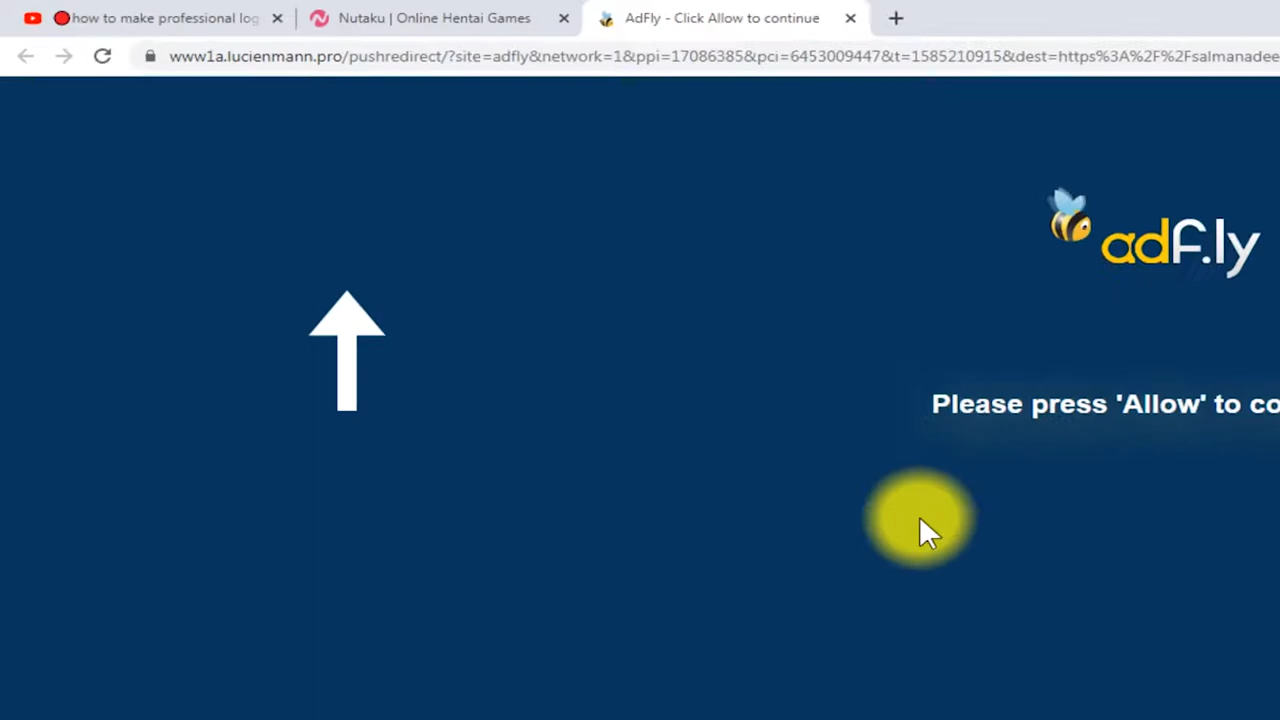 how to make professional log
Nutaku | Online Hentai Games
AdFly - Click Allow to continue
www1a.lucienmann.pro/pushredirect/?site=adfly&network=1&ppi=17086385&pci=6453009447&t=1585210915&dest=https%3A%2F%2Fsalmanadee
adf.ly
Please press 'Allow' to co